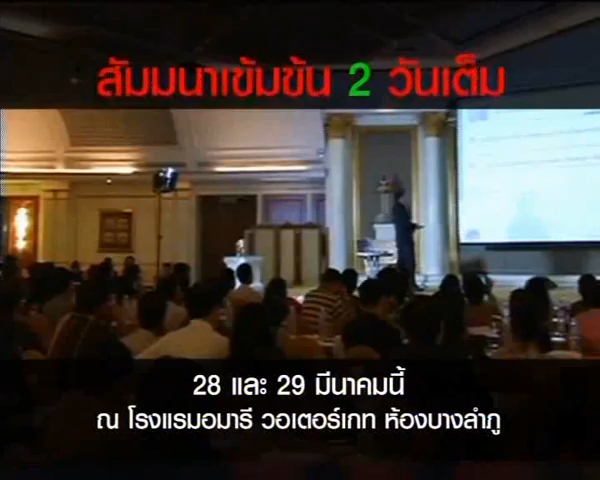 สัมมนาเข้มข้น 2 วันเต็ม
28 และ 29 มีนาคมนี้
ณ โรงแรมอมารี วอเตอร์เกท ห้องบางลำภู